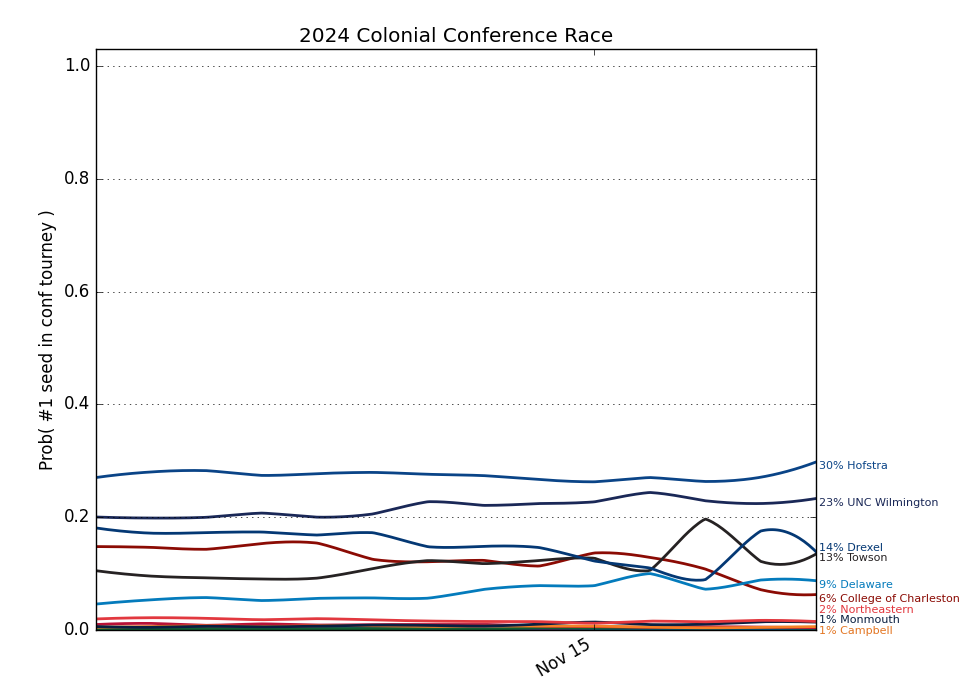 2024 Colonial Conference Race
Prob( #1 seed in conf tourney )
1.0
0.8
0.6
0.4
0.2
0.0
Nov 15
30% Hofstra
23% UNC Wilmington
14% Drexel
13% Towson
9% Delaware
6% College of Charleston
2% Northeastern
1% Monmouth
1% Campbell